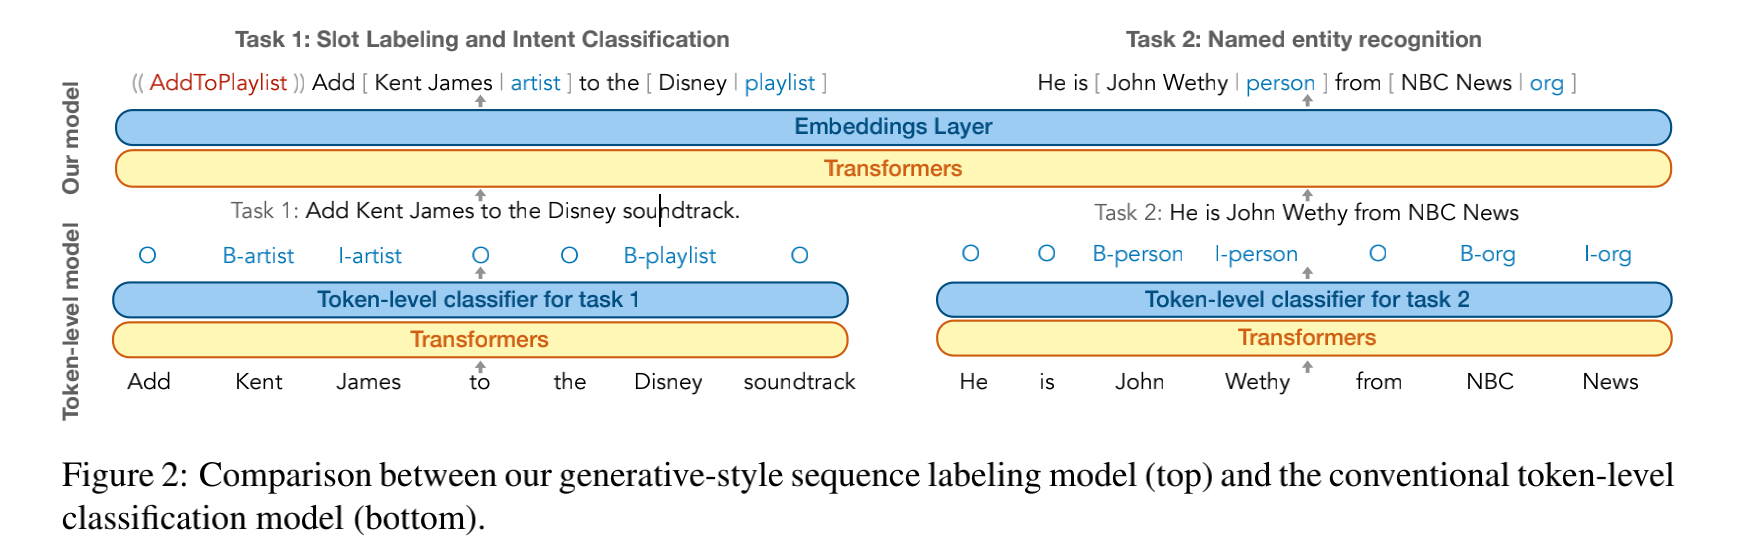 Task 1: Slot Labeling and Intent Classification
Task 2: Named entity recognition
(( AddToPlaylist )) Add [ Kent James | artist ] to the [ Disney | playlist ]
He is [ John Wethy | person ] from [ NBC News | org ]
Our model
Embeddings Layer
Transformers
Task 1: Add Kent James to the Disney soundtrack.
Task 2: He is John Wethy from NBC News
Token-level model
O B-artist I-artist O O B-playlist O
O O B-person I-person O B-org I-org
Token-level classifier for task 1
Token-level classifier for task 2
Transformers
Transformers
Add Kent James to the Disney soundtrack
He is John Wethy from NBC News
Figure 2: Comparison between our generative-style sequence labeling model (top) and the conventional token-level
classification model (bottom).